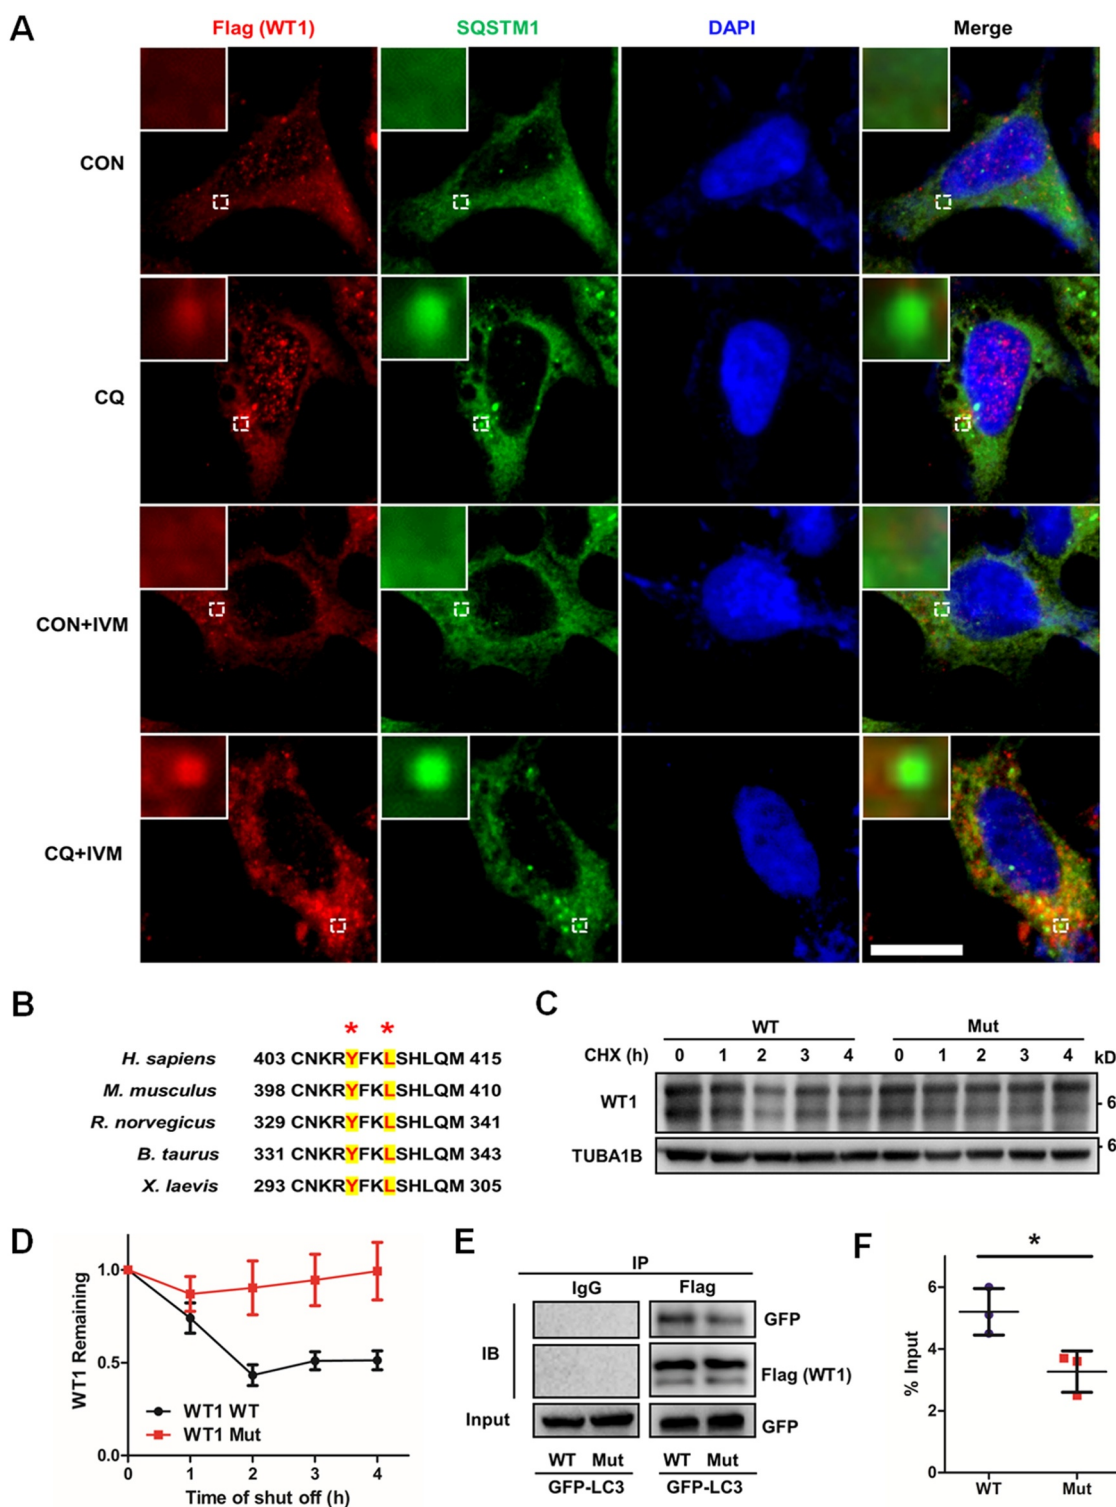 A
Flag (WT1) SQSTM1 DAPI Merge
CON
CQ
CON+IVM
CQ+IVM
B
* *
H. sapiens 403 CNKRYFKLSHLQM 415
M. musculus 398 CNKRYFKLSHLQM 410
R. norvegicus 329 CNKRYFKLSHLQM 341
B. taurus 331 CNKRYFKLSHLQM 343
X. laevis 293 CNKRYFKLSHLQM 305
C
WT Mut
CHX (h) 0 1 2 3 4 0 1 2 3 4 kD
WT1 - 6
TUBA1B - 6
D
WT1 Remaining
1.0
0.5
0.0
WT1 WT
WT1 Mut
0 1 2 3 4
Time of shut off (h)
E
IP
IgG Flag
IB
GFP
Flag (WT1)
Input GFP
WT Mut WT Mut
GFP-LC3 GFP-LC3
F
*
% Input
6
4
2
0
WT Mut